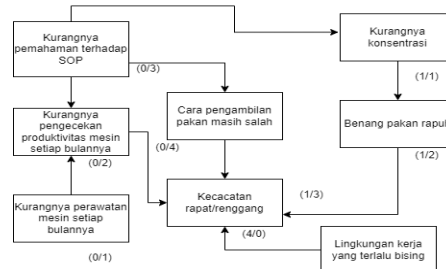 Kurangnya
pemahaman terhadap
SOP
(0/3)
Kurangnya
konsentrasi
(1/1)
Kurangnya
pengecekan
produktivitas mesin
setiap bulannya
(0/2)
(0/4)
Cara pengambilan
pakan masih salah
Benang pakan rapuh
(1/2)
Kurangnya perawatan
mesin setiap
bulannya
(0/1)
Kecacatan
rapat/renggang
(4/0)
(1/3)
Lingkungan kerja
yang terlalu bising